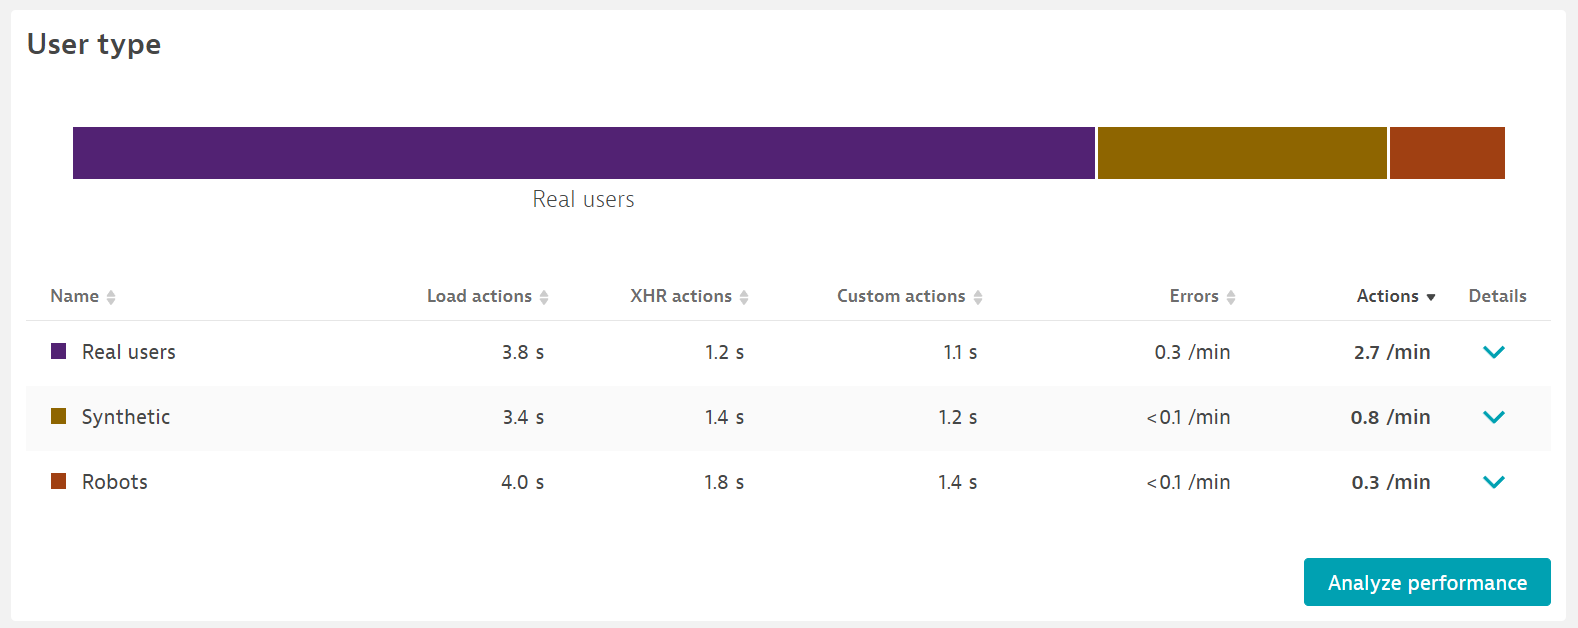 User type
Real users
Name Load actions XHR actions Custom actions Errors Actions Details
Real users 3.8 s 1.2 s 1.1 s 0.3 /min 2.7 /min
Synthetic 3.4 s 1.4 s 1.2 s <0.1 /min 0.8 /min
Robots 4.0 s 1.8 s 1.4 s <0.1 /min 0.3 /min
Analyze performance